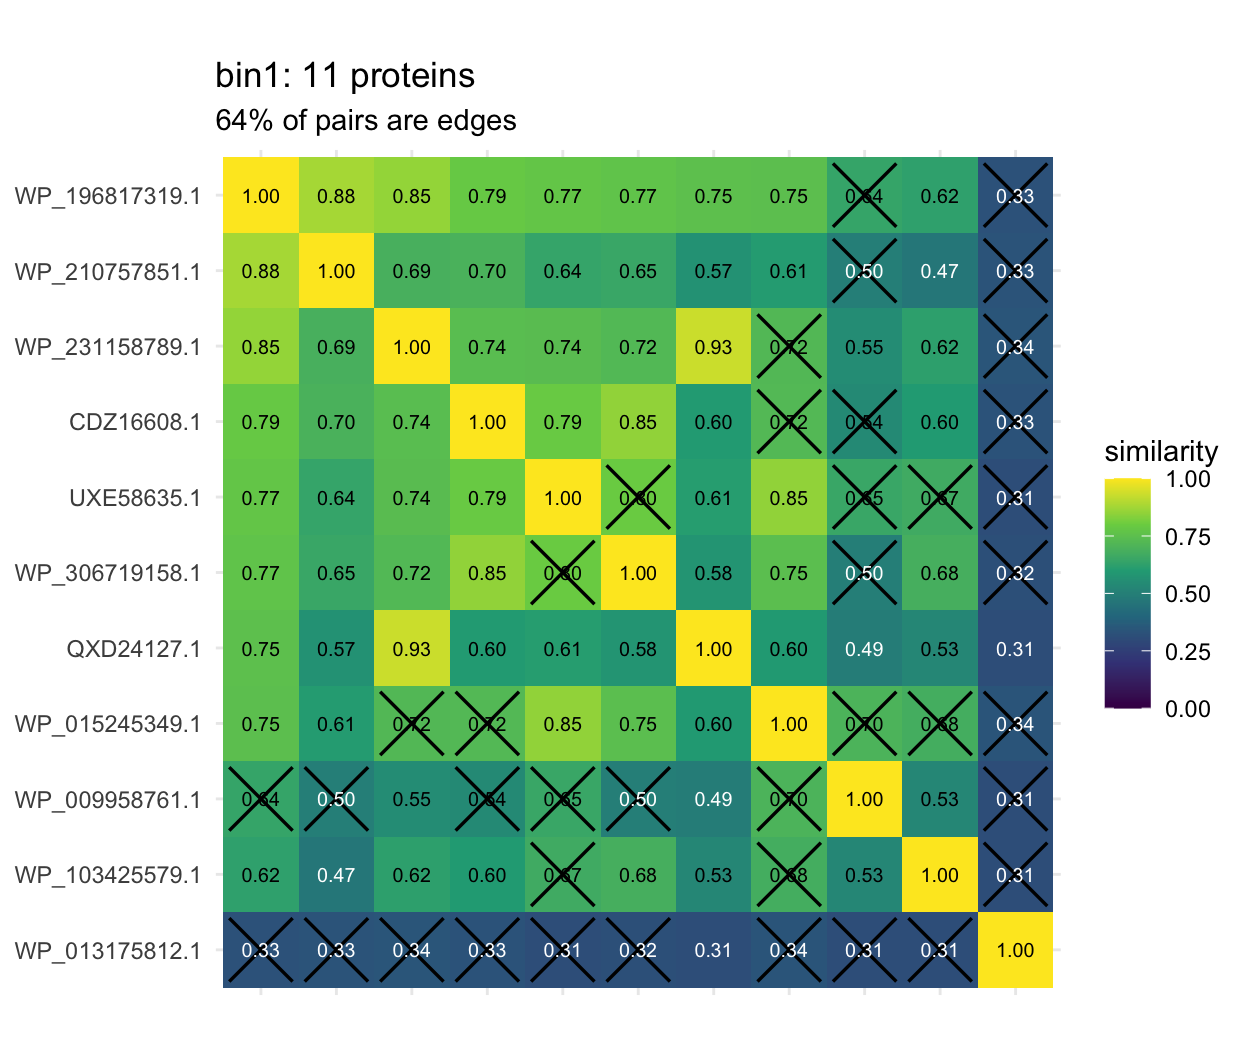 bin1: 11 proteins
64% of pairs are edges
WP_196817319.1 1.00 0.88 0.85 0.79 0.77 0.77 0.75 0.75 0.64 0.62 0.33
WP_210757851.1 0.88 1.00 0.69 0.70 0.64 0.65 0.57 0.61 0.50 0.47 0.33
WP_231158789.1 0.85 0.69 1.00 0.74 0.74 0.72 0.93 0.72 0.55 0.62 0.34
CDZ16608.1 0.79 0.70 0.74 1.00 0.79 0.85 0.60 0.72 0.54 0.60 0.33
UXE58635.1 0.77 0.64 0.74 0.79 1.00 0.80 0.61 0.85 0.65 0.67 0.31
WP_306719158.1 0.77 0.65 0.72 0.85 0.80 1.00 0.58 0.75 0.50 0.68 0.32
QXD24127.1 0.75 0.57 0.93 0.60 0.61 0.58 1.00 0.60 0.49 0.53 0.31
WP_015245349.1 0.75 0.61 0.72 0.72 0.85 0.75 0.60 1.00 0.70 0.68 0.34
WP_009958761.1 0.64 0.50 0.55 0.54 0.65 0.50 0.49 0.70 1.00 0.53 0.31
WP_103425579.1 0.62 0.47 0.62 0.60 0.67 0.68 0.53 0.68 0.53 1.00 0.31
WP_013175812.1 0.33 0.33 0.34 0.33 0.31 0.32 0.31 0.34 0.31 0.31 1.00
similarity
1.00
0.75
0.50
0.25
0.00